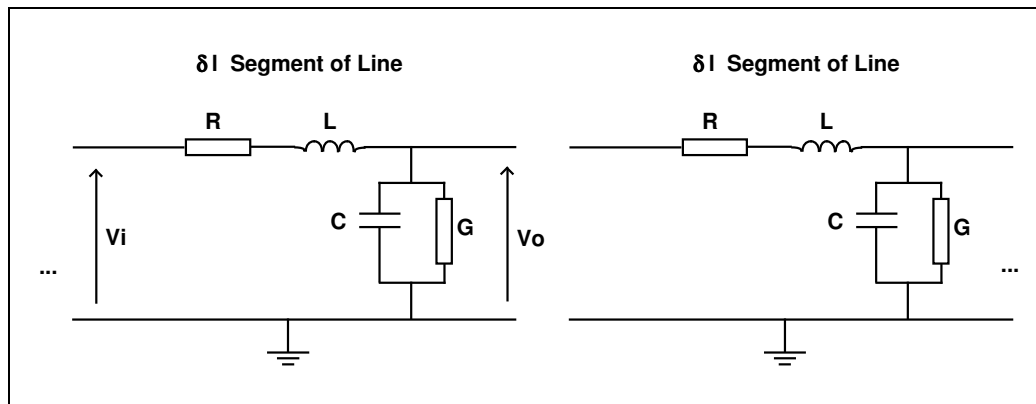 δl Segment of Line
R
L
C
G
Vi
Vo
...
δl Segment of Line
R
L
C
G
...